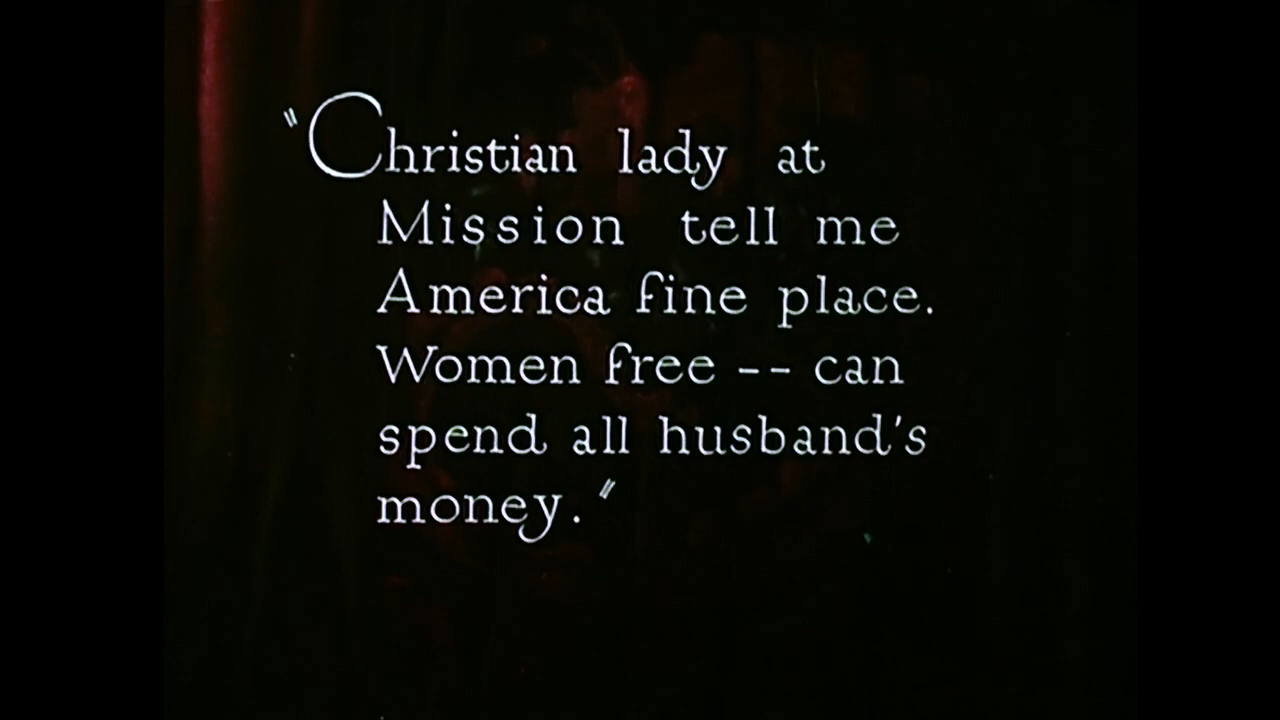 "Christian lady at
Mission tell me
America fine place.
Women free -- can
spend all husband's
money."